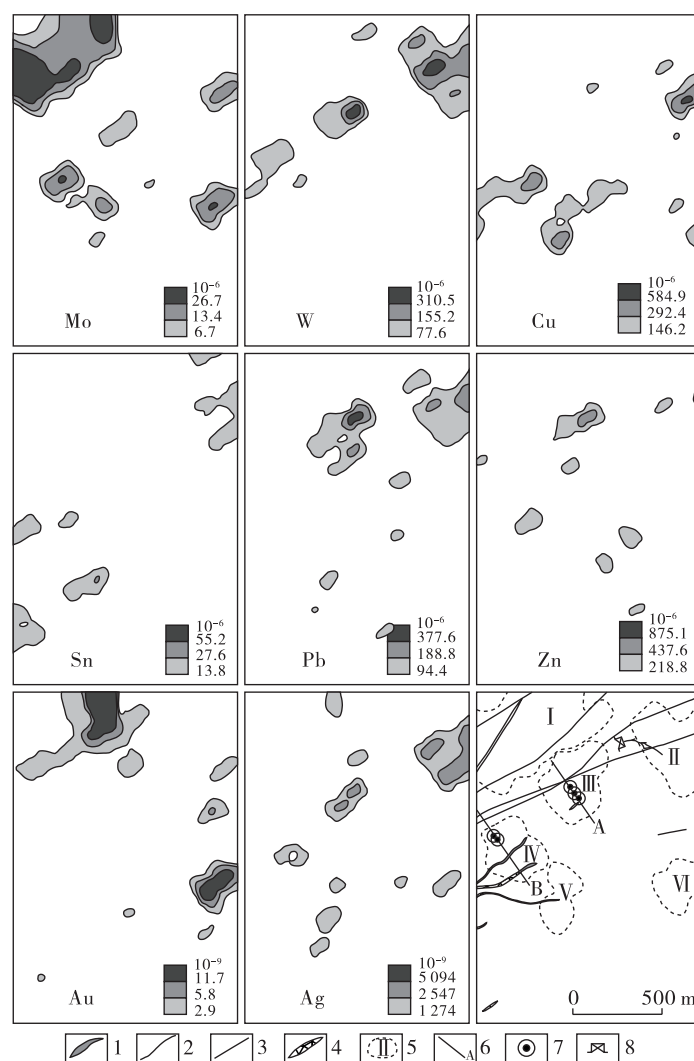 10⁻⁶
26.7
13.4
6.7
Mo
10⁻⁶
310.5
155.2
77.6
W
10⁻⁶
584.9
292.4
146.2
Cu
10⁻⁶
55.2
27.6
13.8
Sn
10⁻⁶
377.6
188.8
94.4
Pb
10⁻⁶
875.1
437.6
218.8
Zn
10⁻⁹
11.7
5.8
2.9
Au
10⁻⁹
5 094
2 547
1 274
Ag
I
II
III
A
IV
B
V
VI
0 500 m
1 2 3 4 II 5 A 6 7 8